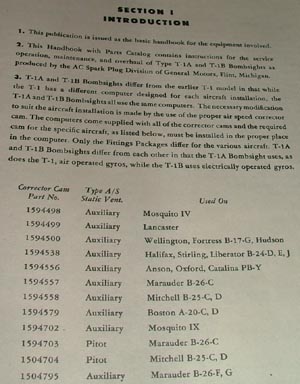 SECTION I
INTRODUCTION
1. This publication is issued as the basic handbook for the equipment involved.
2. This Handbook with Parts Catalog contains instructions for the service
operation, maintenance, and overhaul of Type T-1A and T-1B Bombsights as
produced by the AC Spark Plug Division of General Motors, Flint, Michigan.
3. T-1A and T-1B Bombsights differ from the earlier T-1 model in that while
the T-1 has a different computer designed for each aircraft installation, the
T-1A and T-1B Bombsights all use the same computers. The necessary modification
to suit the aircraft installation is made by the use of the proper air speed corrector
cam. The computers come supplied with all of the corrector cams and the required
cam for the specific aircraft, as listed below, must be installed in the proper place
in the computer. Only the Fittings Packages differ for the various aircraft. T-1A
and T-1B Bombsights differ from each other in that the T-1A Bombsight uses, as
does the T-1, air operated gyros, while the T-1B uses electrically operated gyros.
Corrector Cam Part No. Type A/S Static Vent. Used On
1594498 Auxiliary Mosquito IV
1594499 Auxiliary Lancaster
1594500 Auxiliary Wellington, Fortress B-17-G, Hudson
1594538 Auxiliary Halifax, Stirling, Liberator B-24-D, E, J
1594556 Auxiliary Anson, Oxford, Catalina PB-Y
1594557 Auxiliary Marauder B-26-C
1594558 Auxiliary Mitchell B-25-C, D
1594579 Auxiliary Boston A-20-C, D
1594702 Auxiliary Mosquito IX
1594703 Pitot Marauder B-26-C
1504704 Pitot Mitchell B-25-C, D
1504795 Auxiliary Marauder B-26-F, G